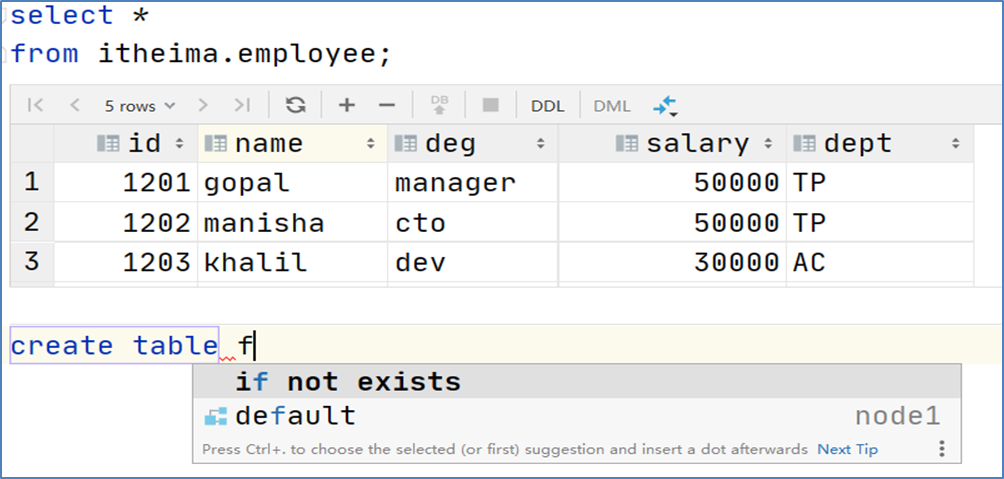 select *
from itheima.employee;
5 rows DB DDL DML
id name deg salary dept
1 1201 gopal manager 50000 TP
2 1202 manisha cto 50000 TP
3 1203 khalil dev 30000 AC
create table f
if not exists
default node1
Press Ctrl+. to choose the selected (or first) suggestion and insert a dot afterwards Next Tip